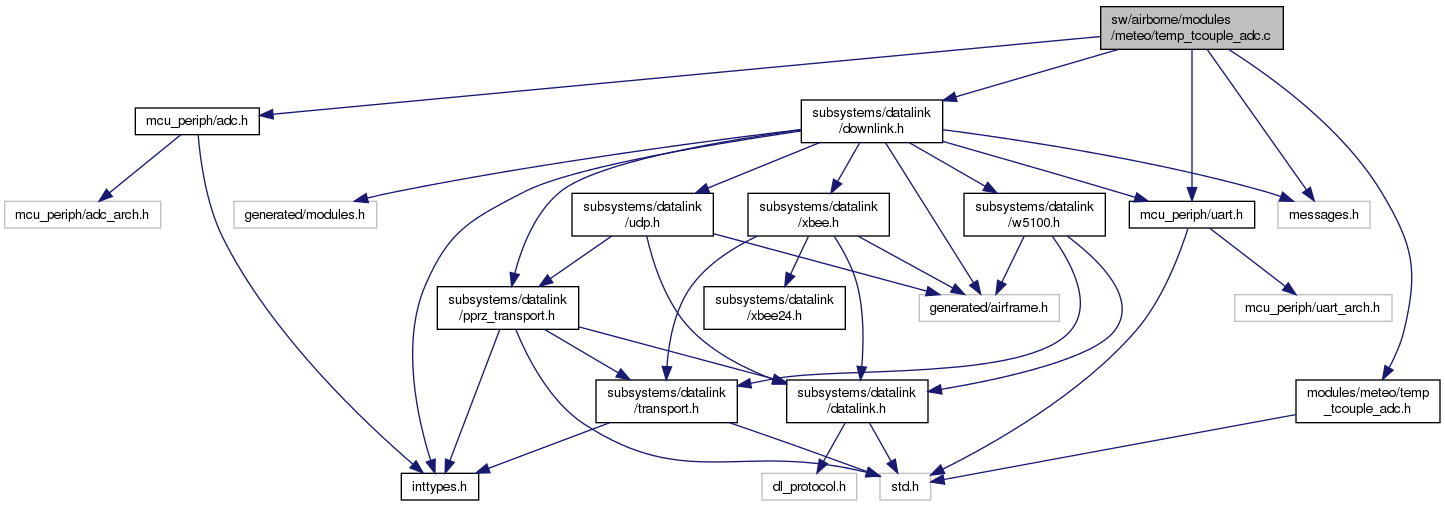 sw/airborne/modules
/meteo/temp_tcouple_adc.c
mcu_periph/adc.h
subsystems/datalink
/downlink.h
mcu_periph/adc_arch.h
generated/modules.h
subsystems/datalink
/udp.h
subsystems/datalink
/xbee.h
subsystems/datalink
/w5100.h
mcu_periph/uart.h
messages.h
subsystems/datalink
/pprz_transport.h
subsystems/datalink
/xbee24.h
generated/airframe.h
mcu_periph/uart_arch.h
subsystems/datalink
/transport.h
subsystems/datalink
/datalink.h
modules/meteo/temp
_tcouple_adc.h
inttypes.h
dl_protocol.h
std.h